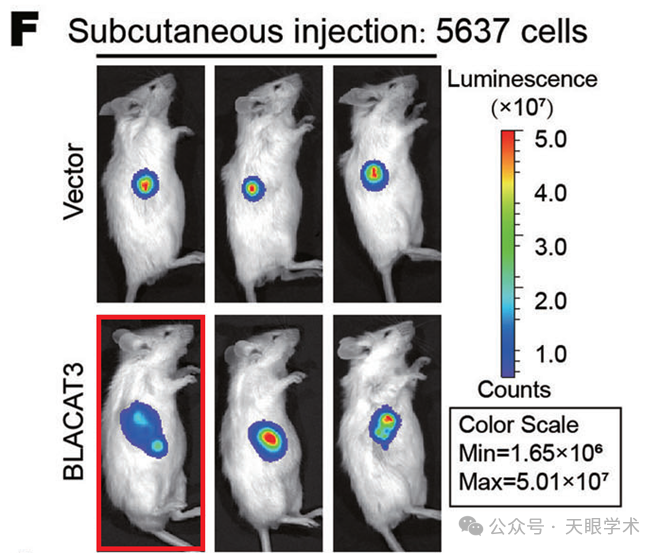 F Subcutaneous injection: 5637 cells
Luminescence
(×10⁷)
Vector
5.0
4.0
3.0
2.0
1.0
BLACAT3
Counts
Color Scale
Min=1.65×10⁶
Max=5.01×10⁷
公众号 · 天眼学术